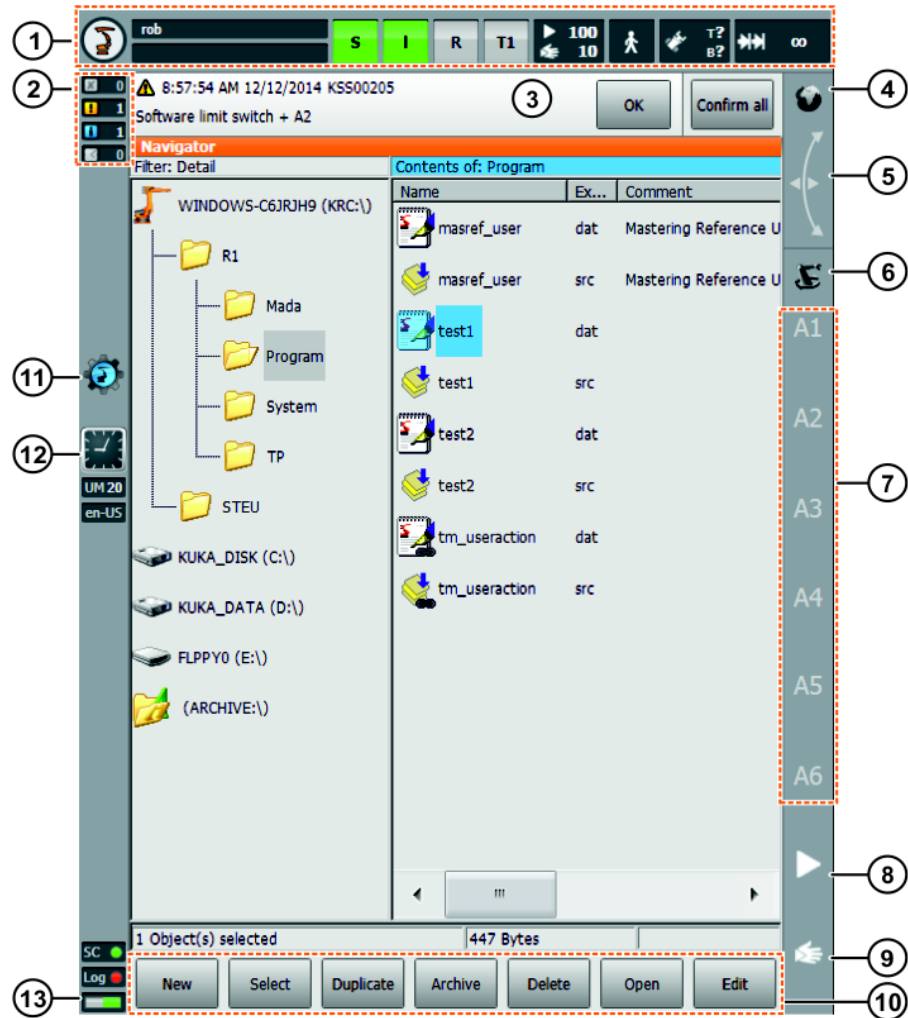 1
rob
S I R T1 100 10 T? B? ∞
2
0
1
1
0
8:57:54 AM 12/12/2014 KSS00205
Software limit switch + A2
3
OK
Confirm all
4
Navigator
Filter: Detail
Contents of: Program
Name Ex... Comment
5
WINDOWS-C6JRJH9 (KRC:\)
R1
Mada
Program
System
TP
STEU
KUKA_DISK (C:\)
KUKA_DATA (D:\)
FLPPY0 (E:\)
(ARCHIVE:\)
masref_user dat Mastering Reference U
masref_user src Mastering Reference U
test1 dat
test1 src
test2 dat
test2 src
tm_useraction dat
tm_useraction src
6
A1
A2
A3
A4
A5
A6
7
11
12
UM 20
en-US
8
1 Object(s) selected 447 Bytes
SC
Log
9
13
New Select Duplicate Archive Delete Open Edit
10